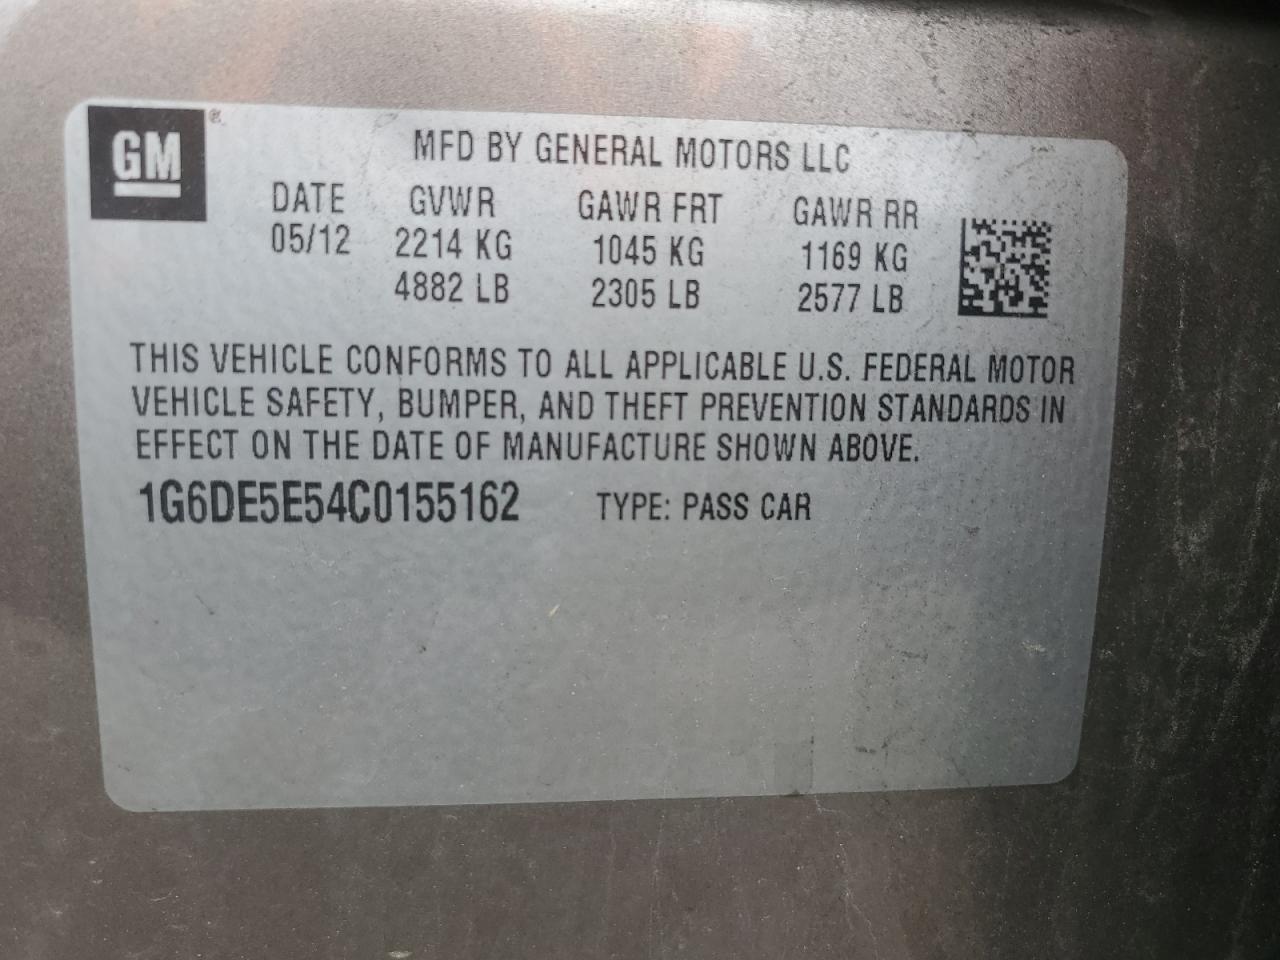 GM®
MFD BY GENERAL MOTORS LLC
DATE GVWR GAWR FRT GAWR RR
05/12 2214 KG 1045 KG 1169 KG
4882 LB 2305 LB 2577 LB
THIS VEHICLE CONFORMS TO ALL APPLICABLE U.S. FEDERAL MOTOR
VEHICLE SAFETY, BUMPER, AND THEFT PREVENTION STANDARDS IN
EFFECT ON THE DATE OF MANUFACTURE SHOWN ABOVE.
1G6DE5E54C0155162 TYPE: PASS CAR